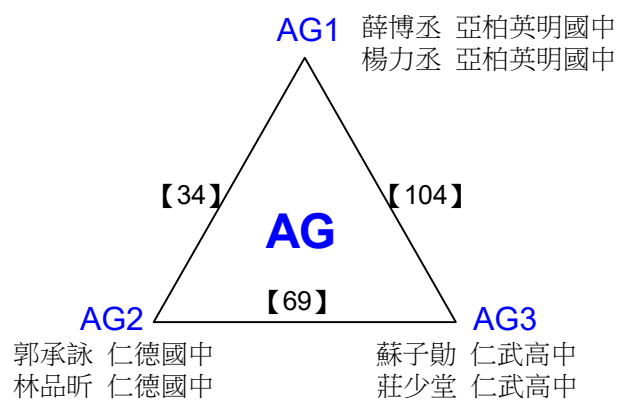 AG1 薛博丞 亞柏英明國中
楊力丞 亞柏英明國中
【34】 【104】
AG
【69】
AG2 AG3
郭承詠 仁德國中 蘇子勛 仁武高中
林品昕 仁德國中 莊少堂 仁武高中